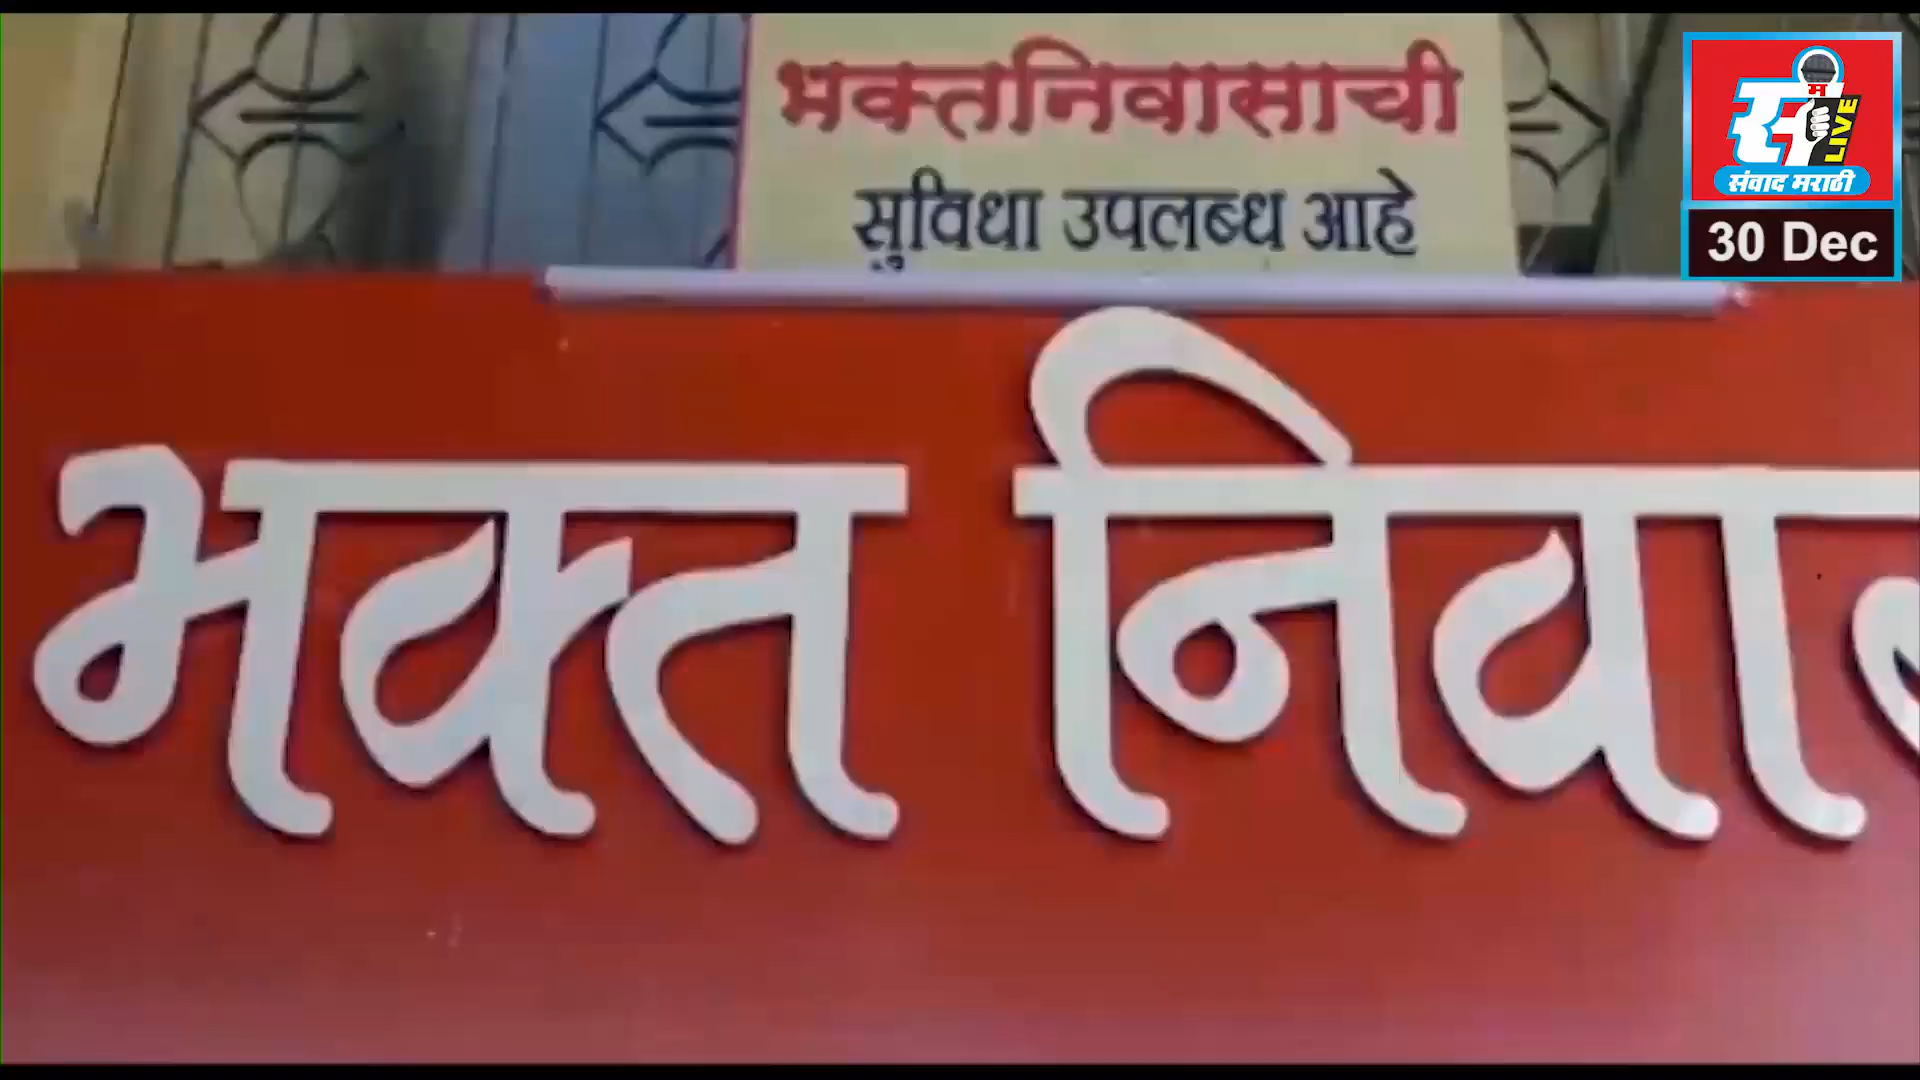 भक्तनिवासाची
सुविधा उपलब्ध आहे
स
म
LIVE
संवाद मराठी
30 Dec
भक्त